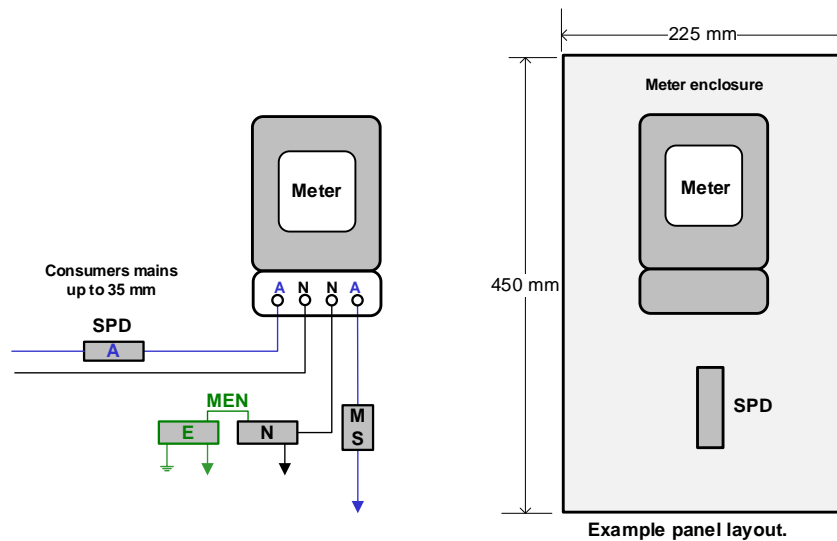 225 mm
Meter enclosure
Meter
Meter
A N N A
Consumers mains
up to 35 mm
450 mm
SPD
A
MEN
E
N
M
S
SPD
Example panel layout.